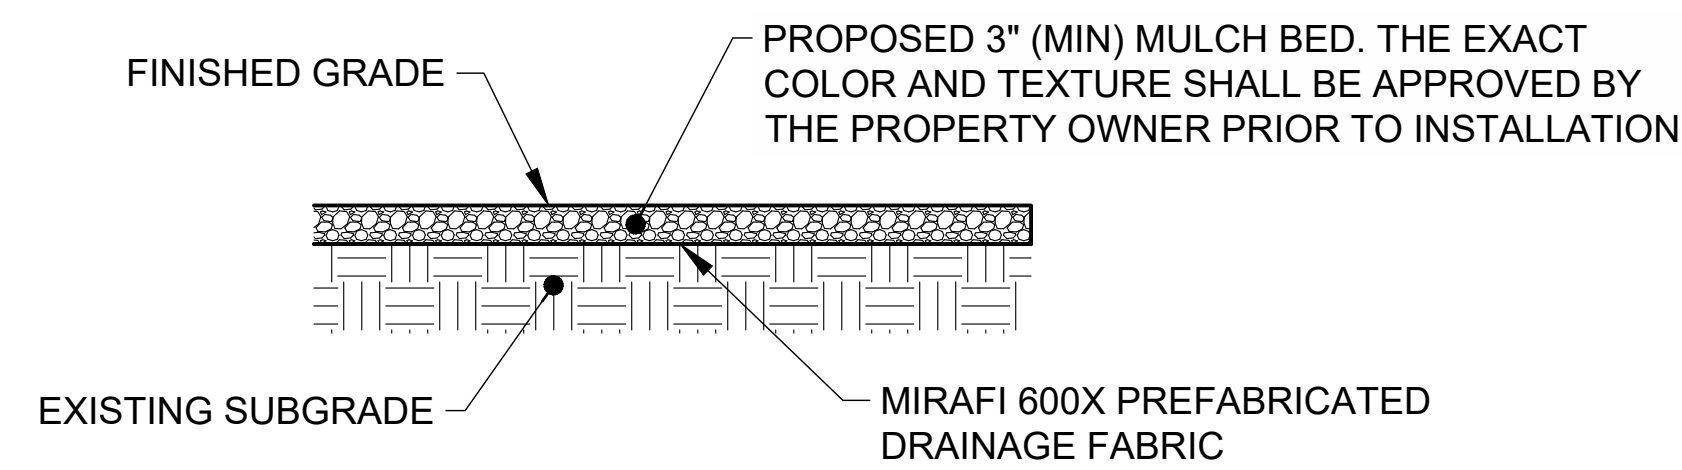 FINISHED GRADE
PROPOSED 3" (MIN) MULCH BED. THE EXACT
COLOR AND TEXTURE SHALL BE APPROVED BY
THE PROPERTY OWNER PRIOR TO INSTALLATION
EXISTING SUBGRADE
MIRAFI 600X PREFABRICATED
DRAINAGE FABRIC